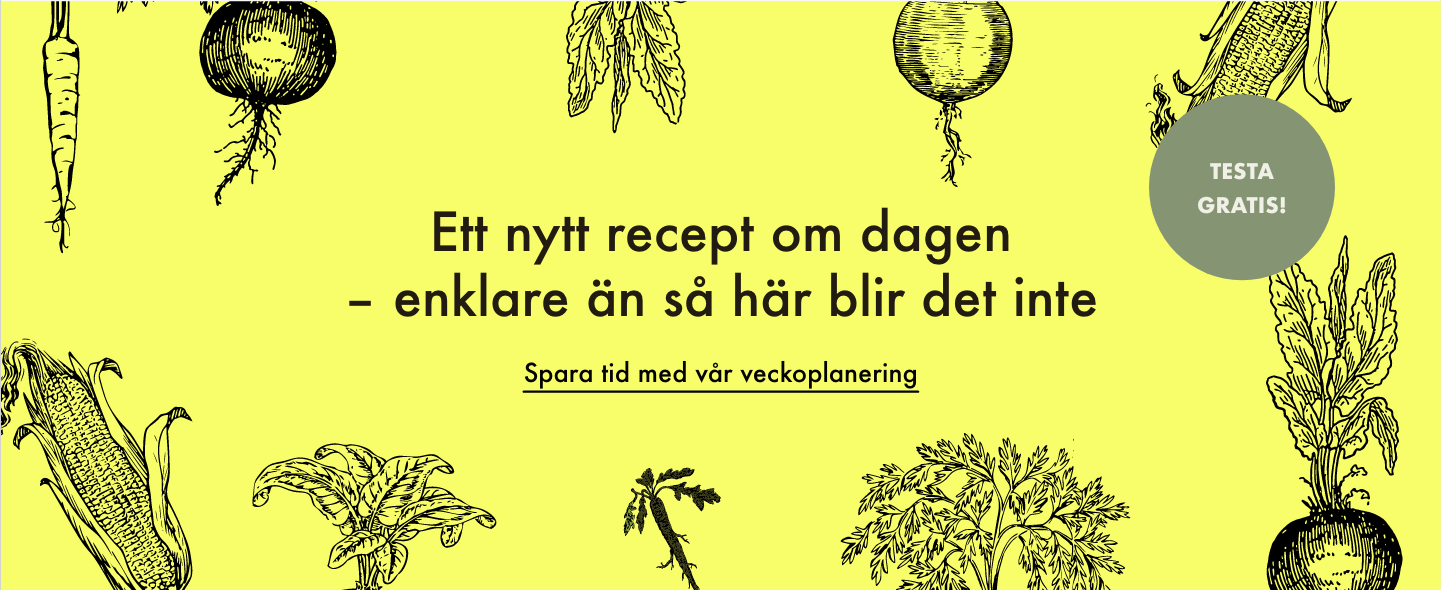 TESTA
GRATIS!
Ett nytt recept om dagen
– enklare än så här blir det inte
Spara tid med vår veckoplanering